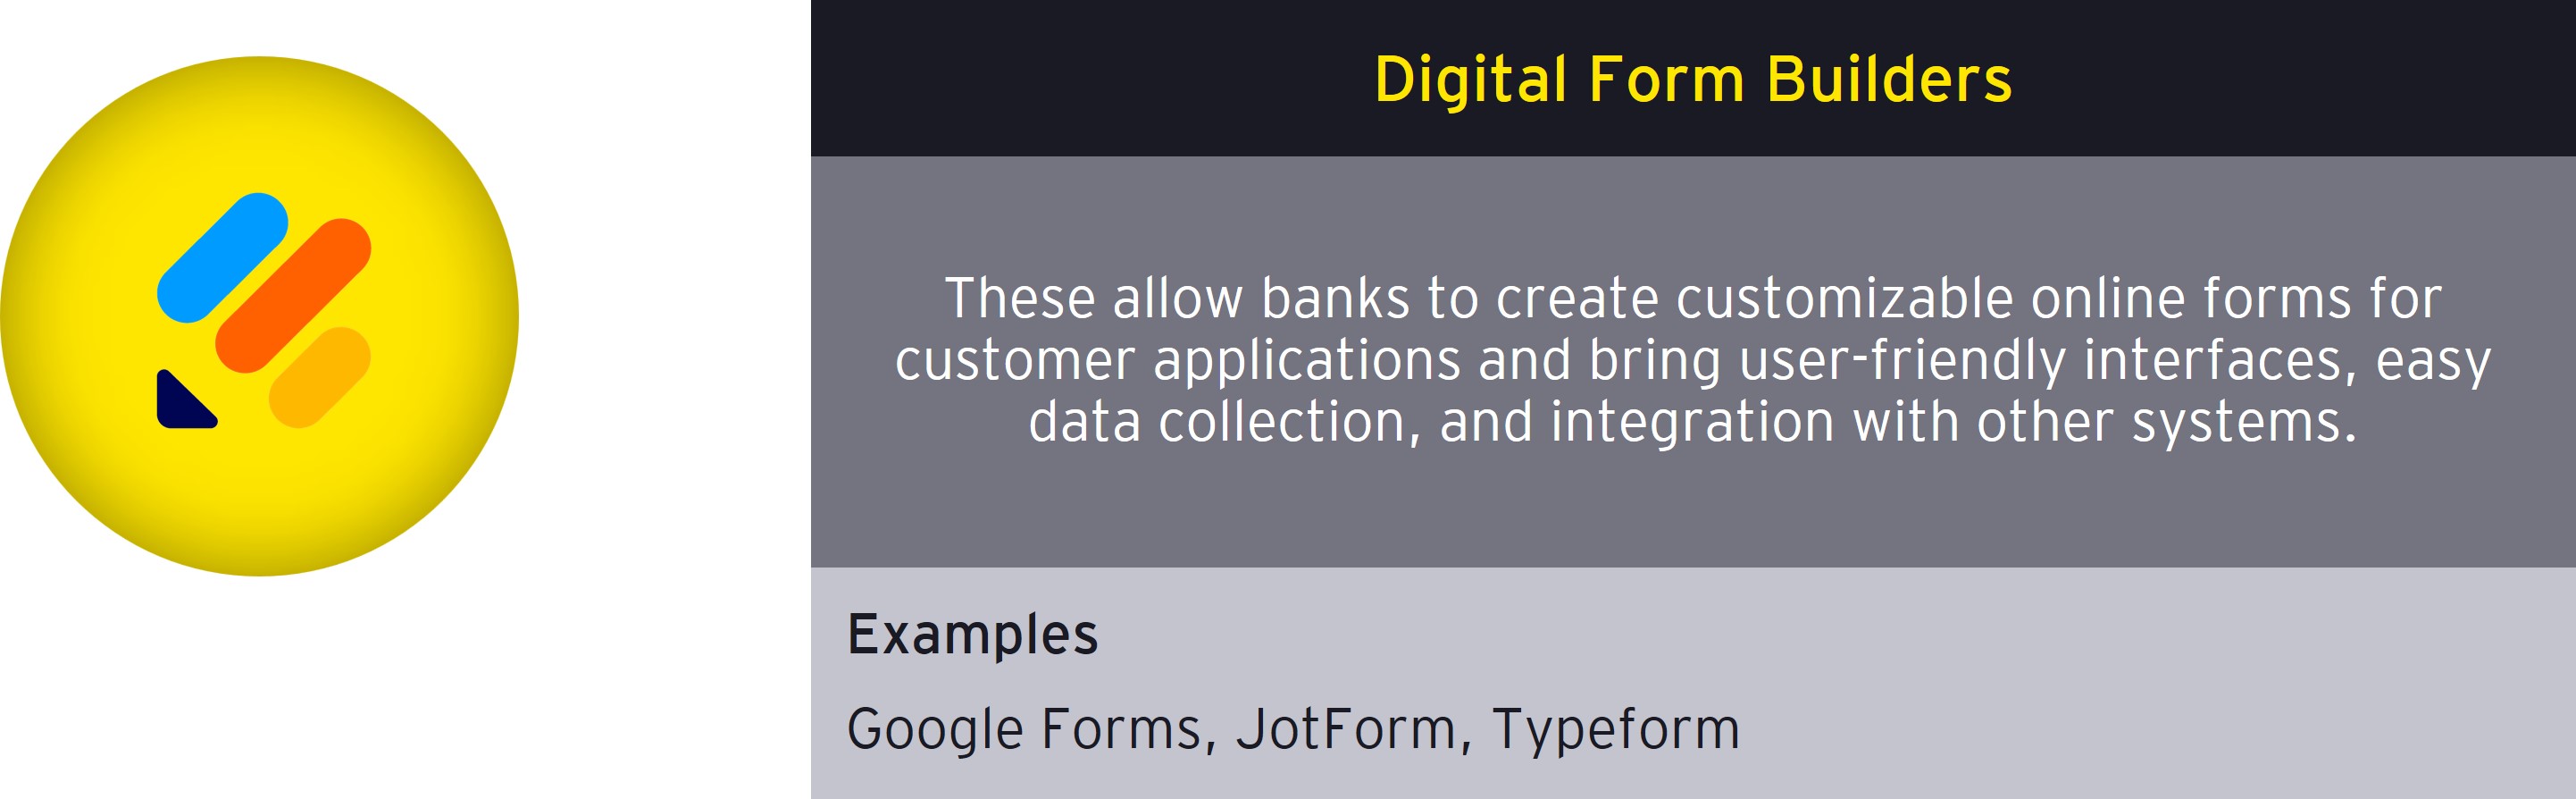 Digital Form Builders
These allow banks to create customizable online forms for
customer applications and bring user-friendly interfaces, easy
data collection, and integration with other systems.
Examples
Google Forms, JotForm, Typeform